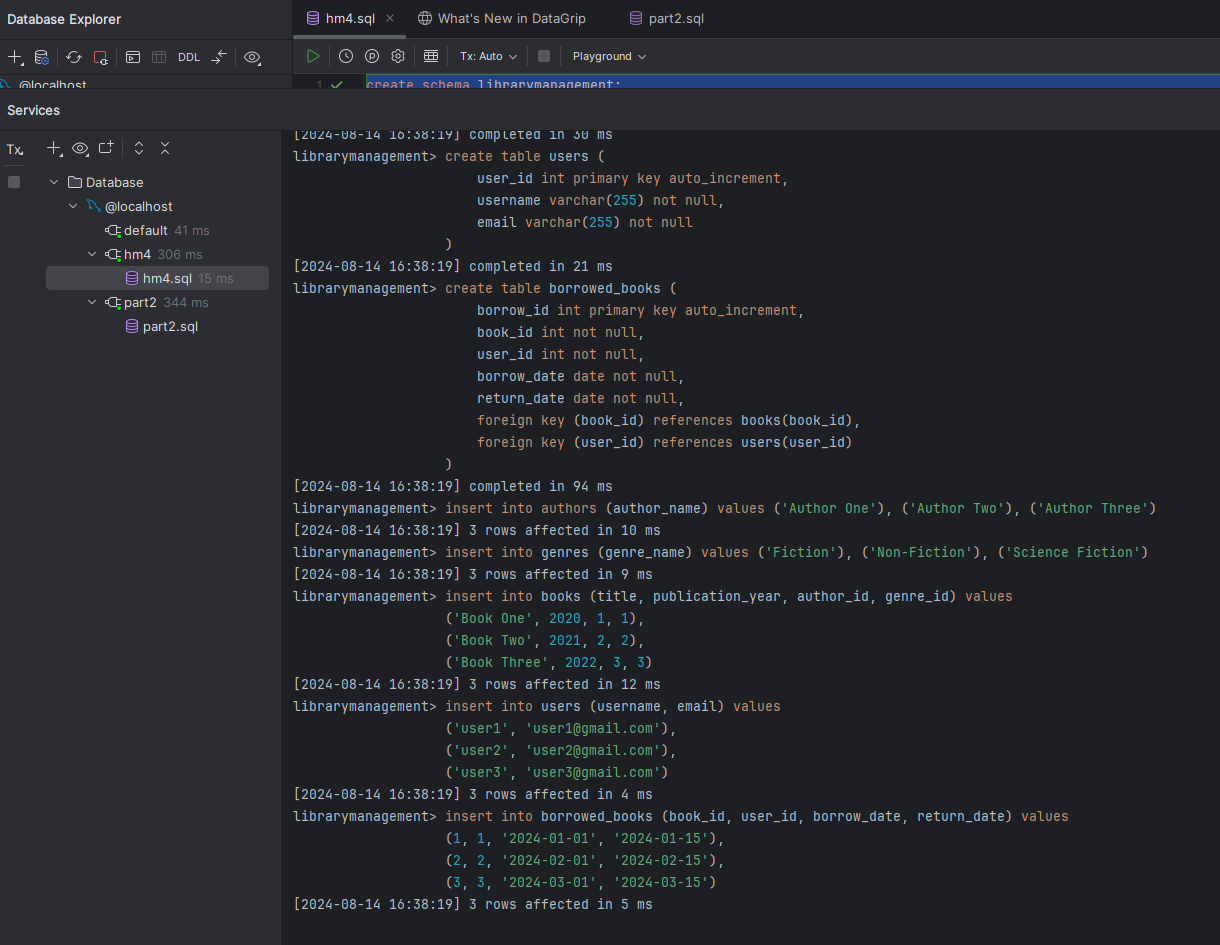 Database Explorer
hm4.sql
What's New in DataGrip
part2.sql
DDL
Tx: Auto
Playground
@localhost
1
create schema librarymanagement;
Services
Tx
Database
@localhost
default 41 ms
hm4 306 ms
hm4.sql 15 ms
part2 344 ms
part2.sql
[2024-08-14 16:38:19] completed in 30 ms
librarymanagement> create table users (
user_id int primary key auto_increment,
username varchar(255) not null,
email varchar(255) not null
)
[2024-08-14 16:38:19] completed in 21 ms
librarymanagement> create table borrowed_books (
borrow_id int primary key auto_increment,
book_id int not null,
user_id int not null,
borrow_date date not null,
return_date date not null,
foreign key (book_id) references books(book_id),
foreign key (user_id) references users(user_id)
)
[2024-08-14 16:38:19] completed in 94 ms
librarymanagement> insert into authors (author_name) values ('Author One'), ('Author Two'), ('Author Three')
[2024-08-14 16:38:19] 3 rows affected in 10 ms
librarymanagement> insert into genres (genre_name) values ('Fiction'), ('Non-Fiction'), ('Science Fiction')
[2024-08-14 16:38:19] 3 rows affected in 9 ms
librarymanagement> insert into books (title, publication_year, author_id, genre_id) values
('Book One', 2020, 1, 1),
('Book Two', 2021, 2, 2),
('Book Three', 2022, 3, 3)
[2024-08-14 16:38:19] 3 rows affected in 12 ms
librarymanagement> insert into users (username, email) values
('user1', 'user1@gmail.com'),
('user2', 'user2@gmail.com'),
('user3', 'user3@gmail.com')
[2024-08-14 16:38:19] 3 rows affected in 4 ms
librarymanagement> insert into borrowed_books (book_id, user_id, borrow_date, return_date) values
(1, 1, '2024-01-01', '2024-01-15'),
(2, 2, '2024-02-01', '2024-02-15'),
(3, 3, '2024-03-01', '2024-03-15')
[2024-08-14 16:38:19] 3 rows affected in 5 ms